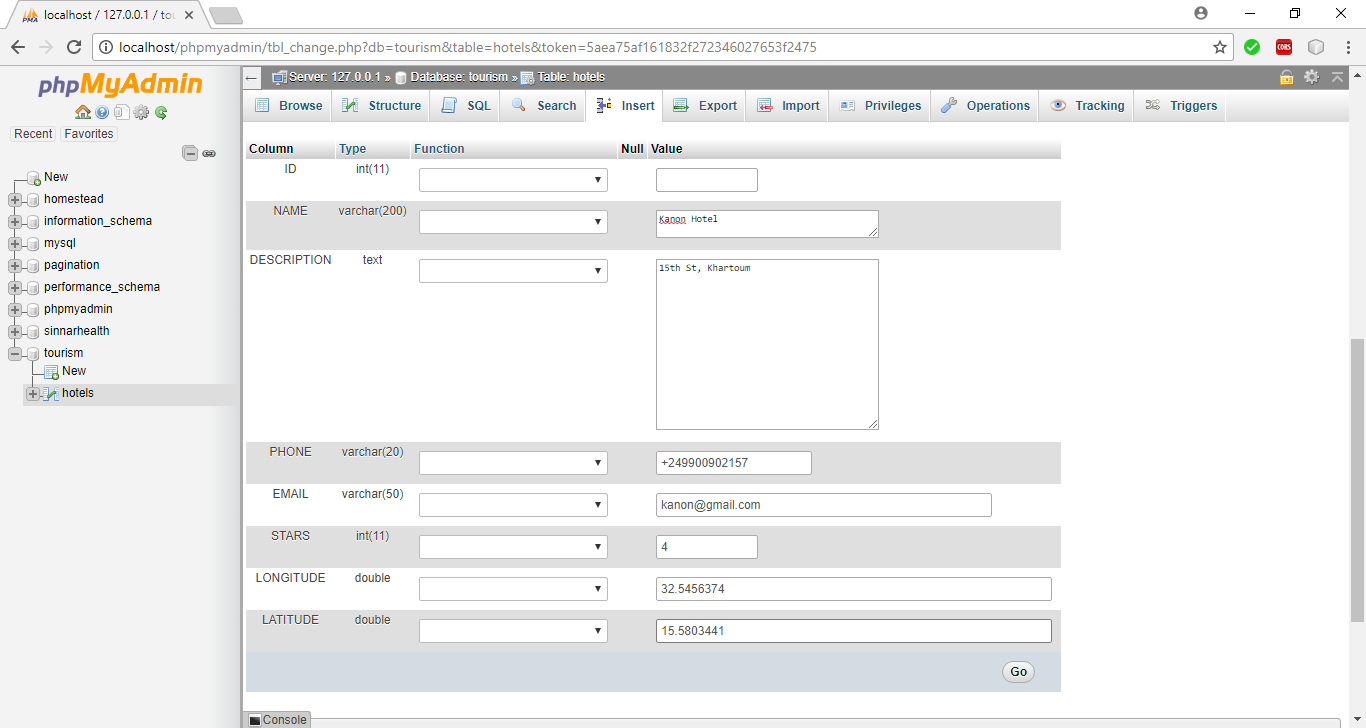 localhost / 127.0.0.1 / tou
localhost/phpmyadmin/tbl_change.php?db=tourism&table=hotels&token=5aea75af161832f272346027653f2475
CORS
phpMyAdmin
Recent Favorites
New
homestead
information_schema
mysql
pagination
performance_schema
phpmyadmin
sinnarhealth
tourism
New
hotels
Server: 127.0.0.1 » Database: tourism » Table: hotels
Browse Structure SQL Search Insert Export Import Privileges Operations Tracking Triggers
Column Type Function Null Value
ID int(11)
NAME varchar(200) Kanon Hotel
DESCRIPTION text 15th St, Khartoum
PHONE varchar(20) +249900902157
EMAIL varchar(50) kanon@gmail.com
STARS int(11) 4
LONGITUDE double 32.5456374
LATITUDE double 15.5803441
Go
Console